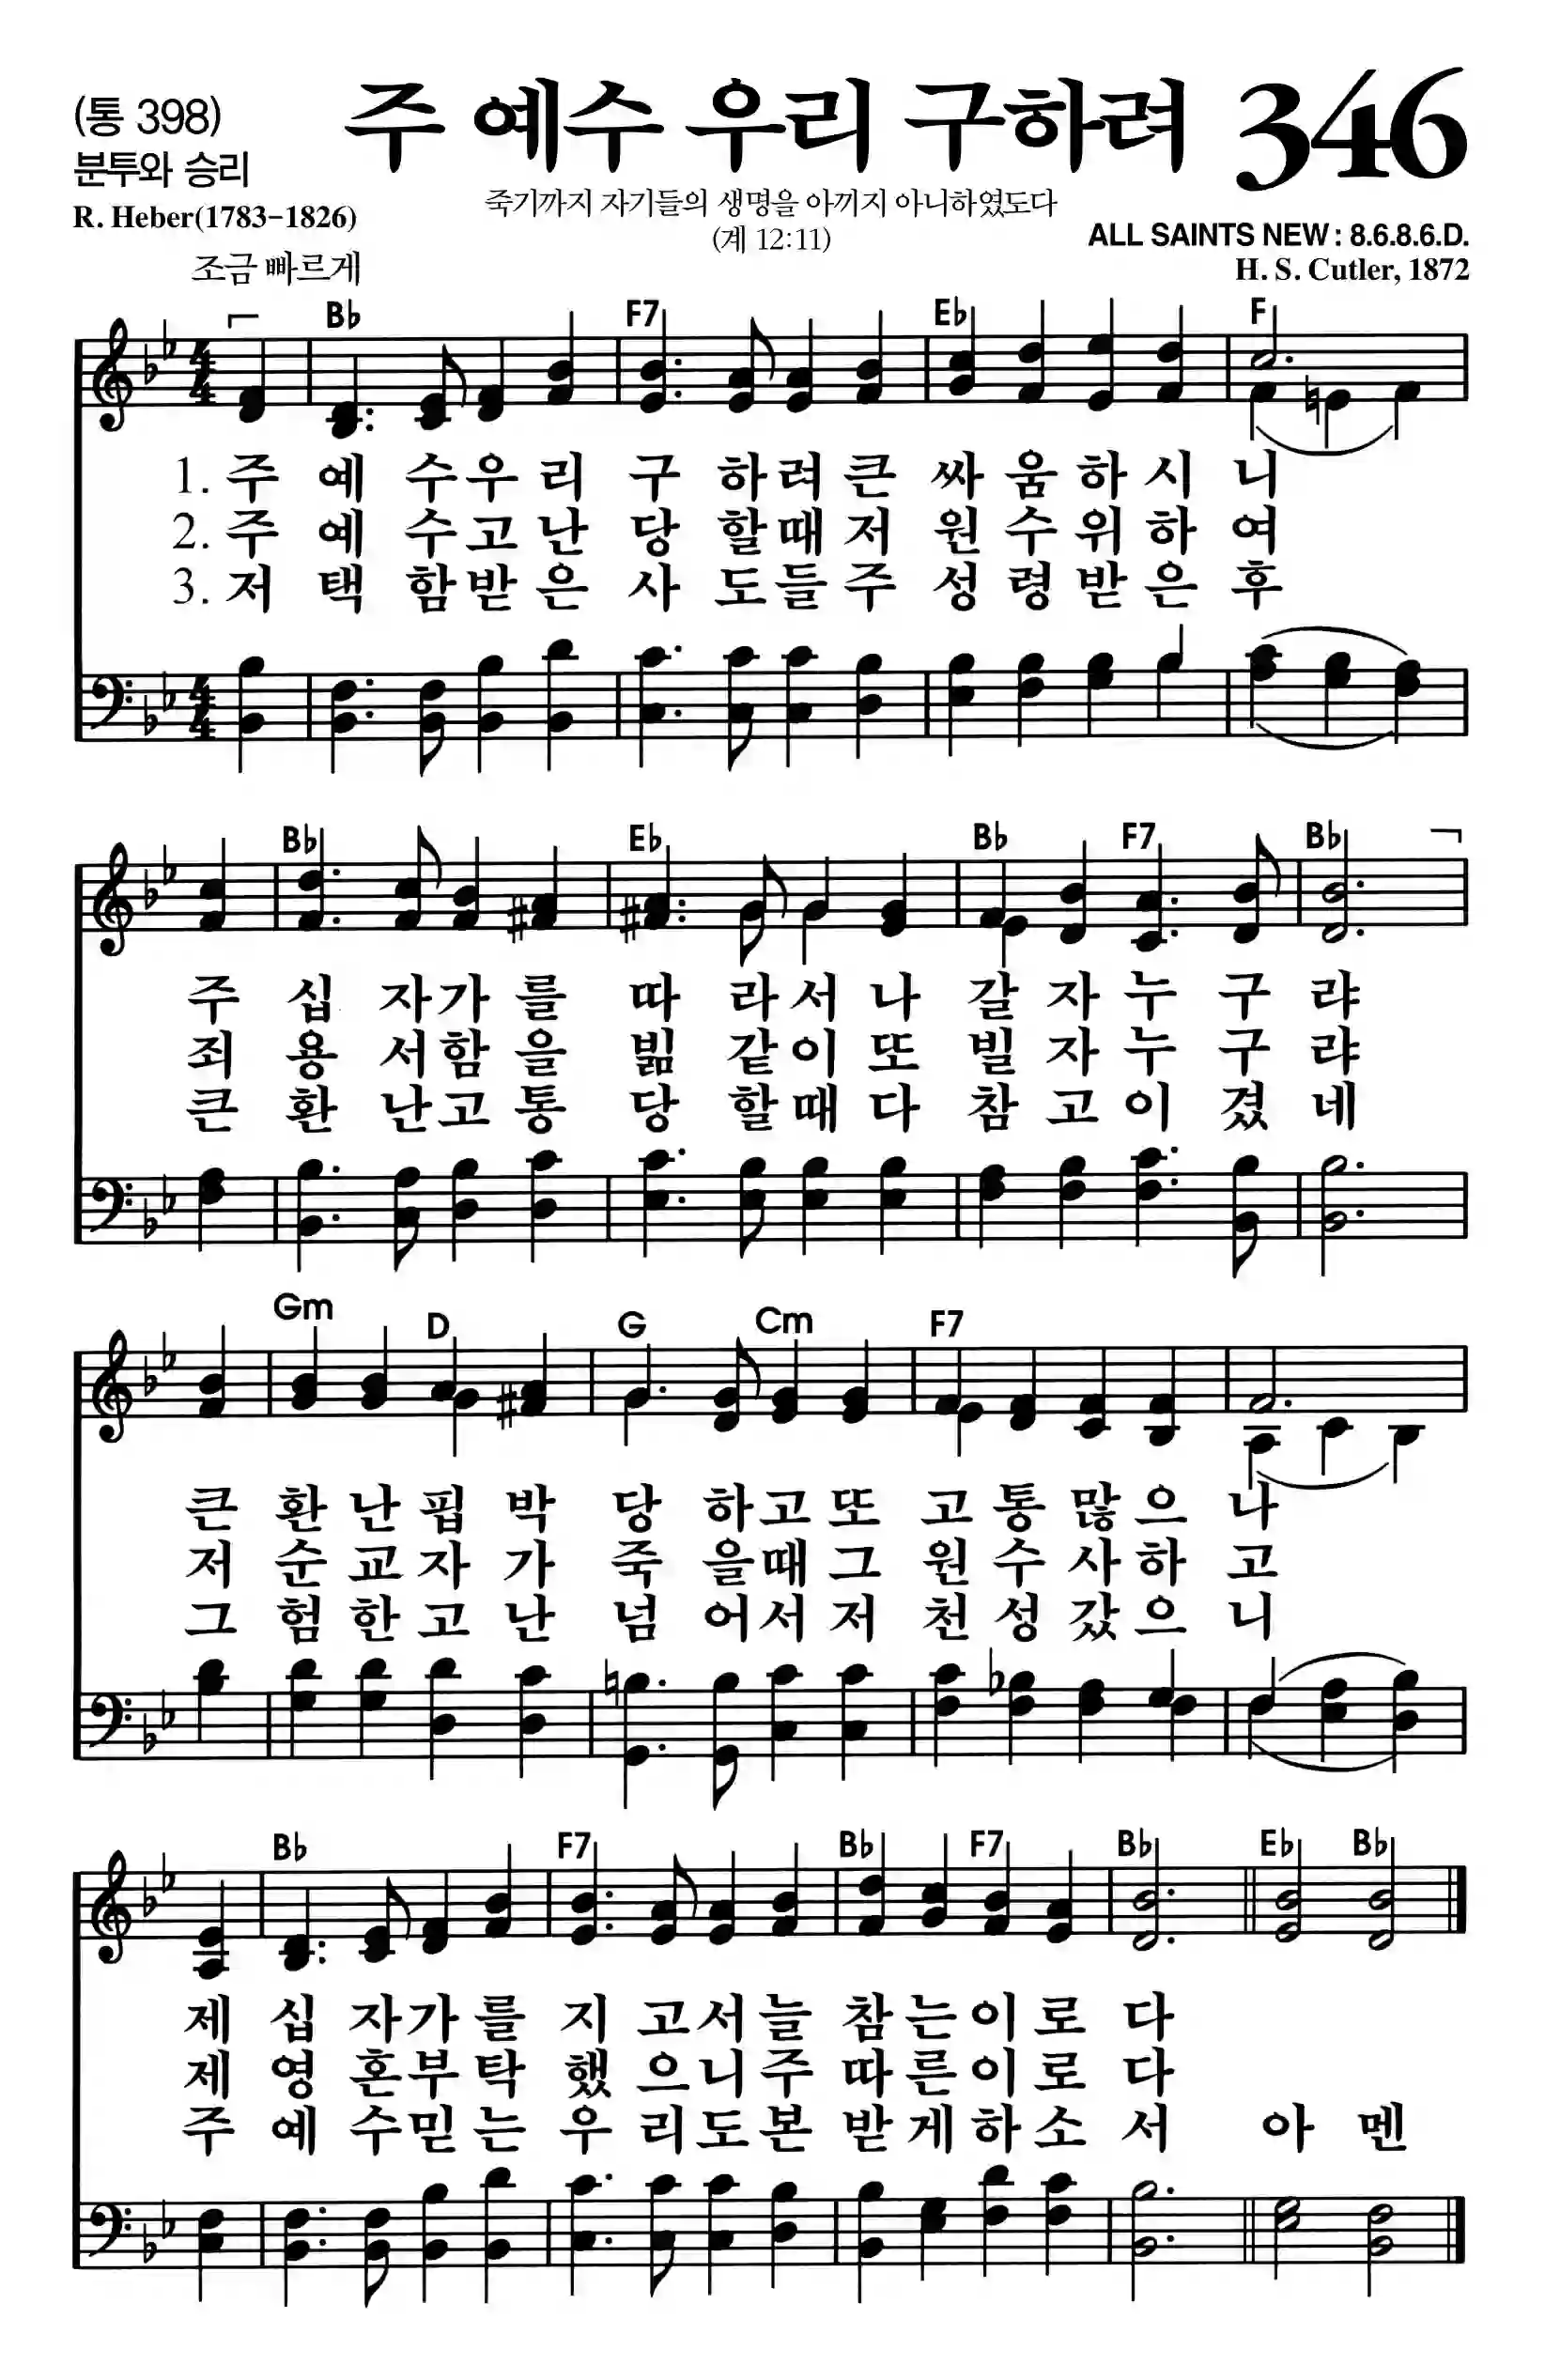 (통 398) 주 예수 우리 구하려 346
분투와 승리
죽기까지 자기들의 생명을 아끼지 아니하였도다
R. Heber(1783-1826)
(계 12:11)
ALL SAINTS NEW : 8.6.8.6.D.
조금 빠르게
H. S. Cutler, 1872
B♭ F7 E♭ F
1. 주 예 수우 리 구 하려 큰 싸 움 하 시 니
2. 주 예 수고 난 당 할때 저 원 수 위 하 여
3. 저 택 함받 은 사 도들 주 성 령 받 은 후
B♭ E♭ B♭ F7 B♭
주 십 자가 를 따 라서 나 갈 자 누 구 랴
죄 용 서함 을 빎 같이 또 빌 자 누 구 랴
큰 환 난고 통 당 할때 다 참 고 이 겼 네
Gm D G Cm F7
큰 환 난 핍 박 당 하고 또 고 통 많 으 나
저 순 교 자 가 죽 을때 그 원 수 사 하 고
그 험 한 고 난 넘 어서 저 천 성 갔 으 니
B♭ F7 B♭ F7 B♭ E♭ B♭
제 십 자가 를 지 고서 늘 참 는 이 로 다
제 영 혼부 탁 했 으니 주 따 른 이 로 다
주 예 수믿 는 우 리도 본 받 게 하 소 서 아 멘